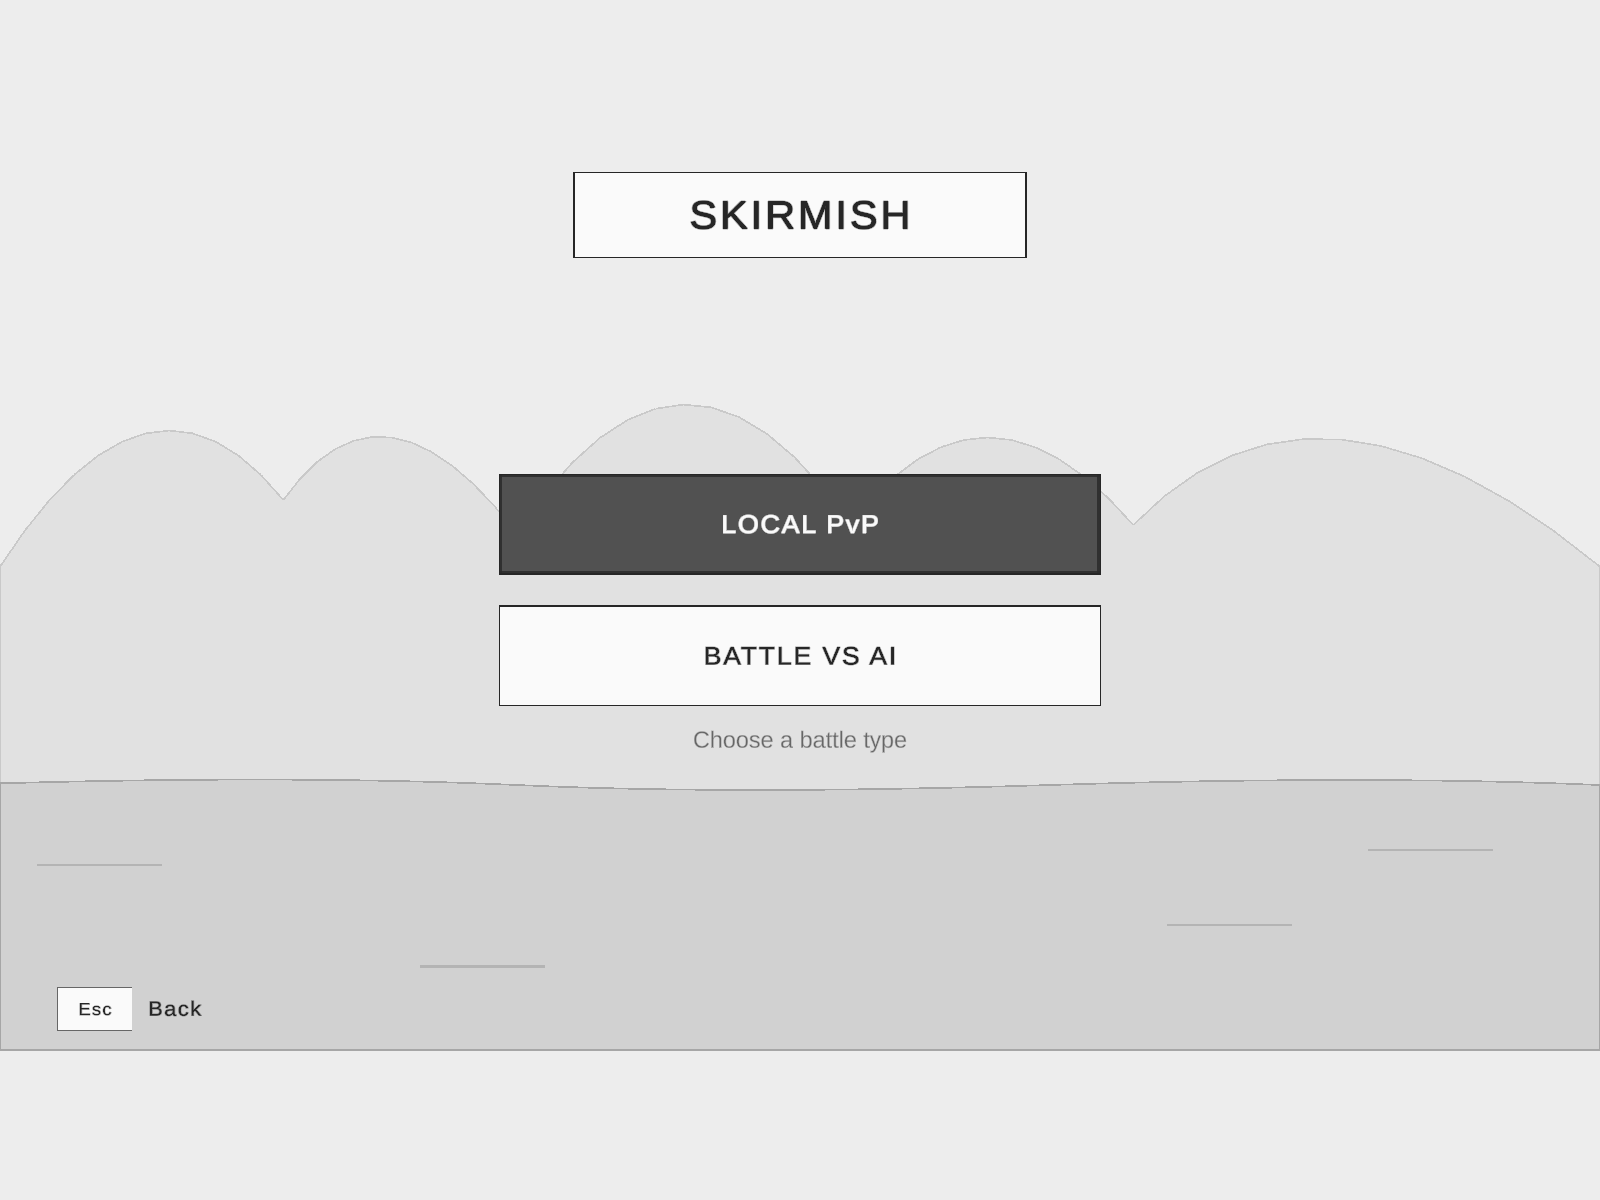 SKIRMISH
LOCAL PvP
BATTLE VS AI
Choose a battle type
Esc Back